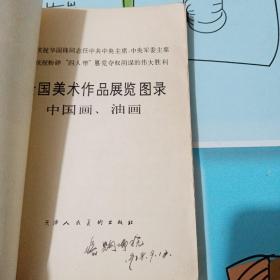 庆祝华国锋同志任中共中央主席、中央军委主席
庆祝粉碎“四人帮”篡党夺权阴谋的伟大胜利
全国美术作品展览图录
中国画、油画
天津人民美术出版社